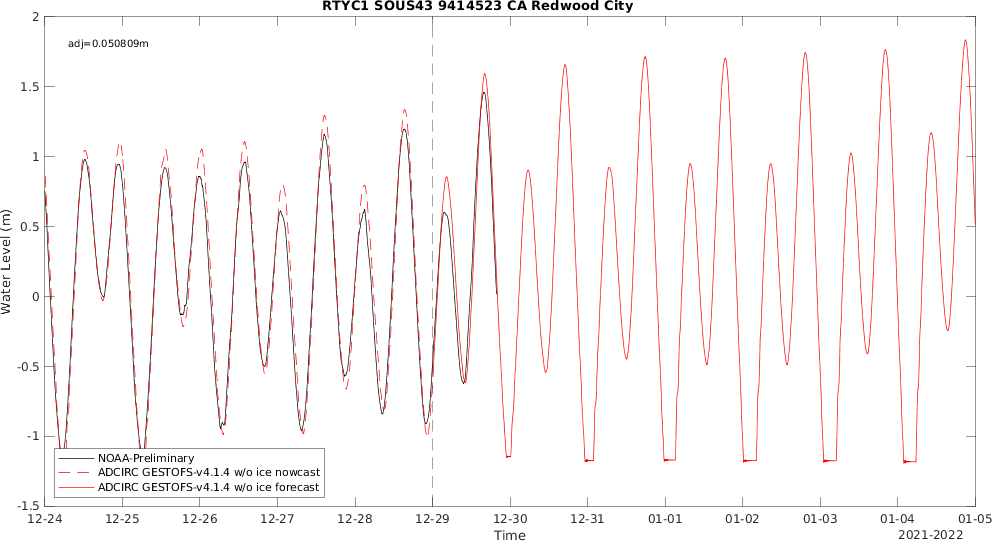 RTYC1 SOUS43 9414523 CA Redwood City
adj=0.050809m
Water Level (m)
2
1.5
1
0.5
0
-0.5
-1
-1.5
NOAA-Preliminary
ADCIRC GESTOFS-v4.1.4 w/o ice nowcast
ADCIRC GESTOFS-v4.1.4 w/o ice forecast
12-24 12-25 12-26 12-27 12-28 12-29 12-30 12-31 01-01 01-02 01-03 01-04 01-05
Time
2021-2022